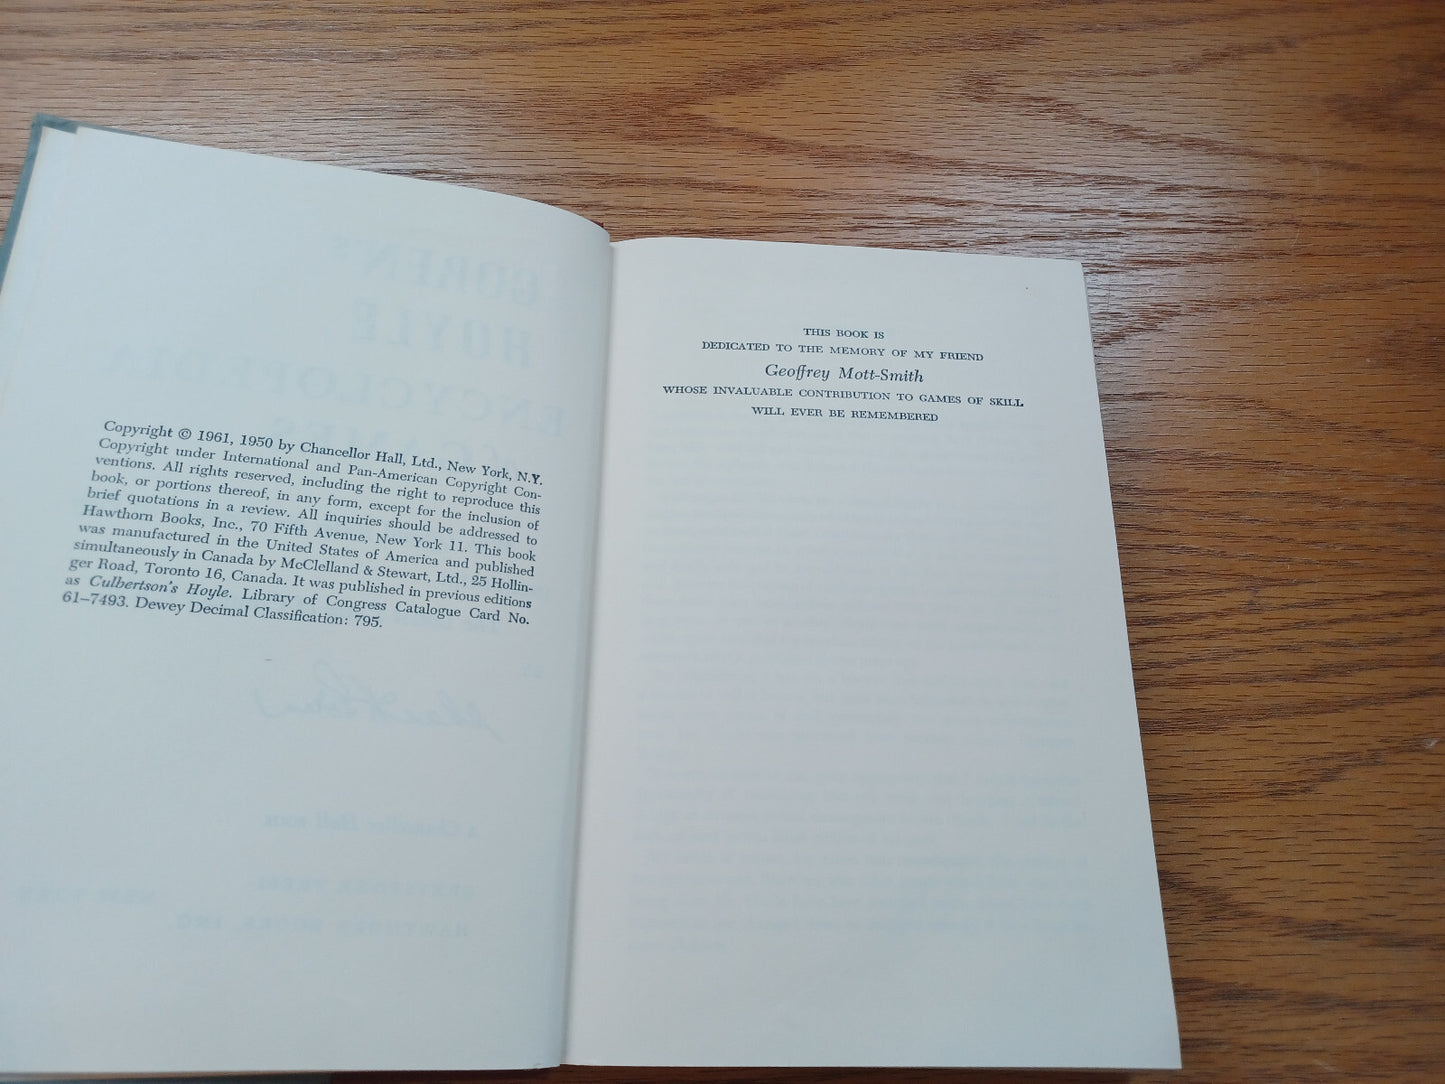 Copyright © 1961, 1950 by Chancellor Hall, Ltd., New York, N.Y.
Copyright under International and Pan-American Copyright Con-
ventions. All rights reserved, including the right to reproduce this
book, or portions thereof, in any form, except for the inclusion of
brief quotations in a review. All inquiries should be addressed to
Hawthorn Books, Inc., 70 Fifth Avenue, New York 11. This book
was manufactured in the United States of America and published
simultaneously in Canada by McClelland & Stewart, Ltd., 25 Hollin-
ger Road, Toronto 16, Canada. It was published in previous editions
as Culbertson's Hoyle. Library of Congress Catalogue Card No.
61–7493. Dewey Decimal Classification: 795.
THIS BOOK IS
DEDICATED TO THE MEMORY OF MY FRIEND
Geoffrey Mott-Smith
WHOSE INVALUABLE CONTRIBUTION TO GAMES OF SKILL
WILL EVER BE REMEMBERED